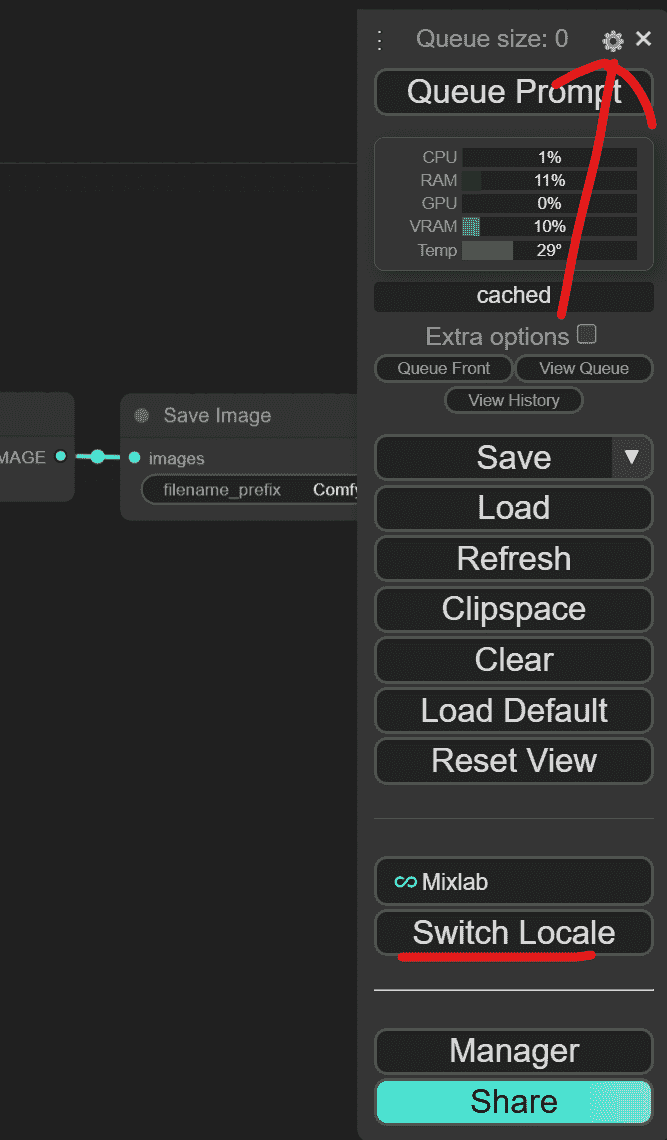 Queue size: 0
Queue Prompt
CPU 1%
RAM 11%
GPU 0%
VRAM 10%
Temp 29°
cached
Extra options
Queue Front View Queue
View History
MAGE
Save Image
images
filename_prefix Comfy
Save ▼
Load
Refresh
Clipspace
Clear
Load Default
Reset View
Mixlab
Switch Locale
Manager
Share